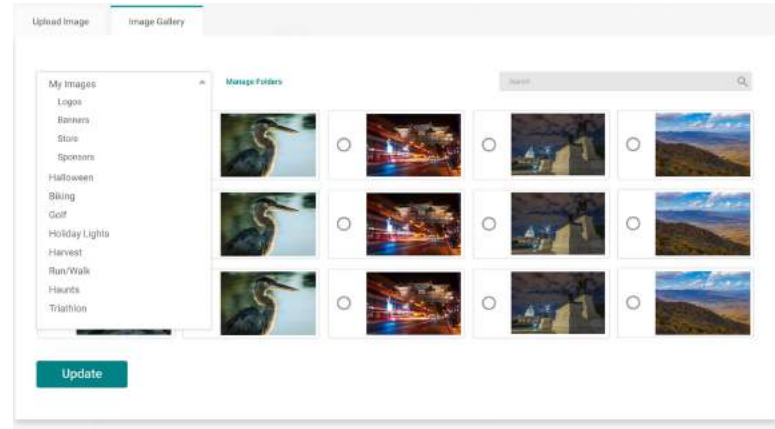 Upload Image
Image Gallery
My Images
Manage Folders
Search
Logos
Banners
Store
Sponsors
Halloween
Biking
Golf
Holiday Lights
Harvest
Run/Walk
Haunts
Triathlon
Update